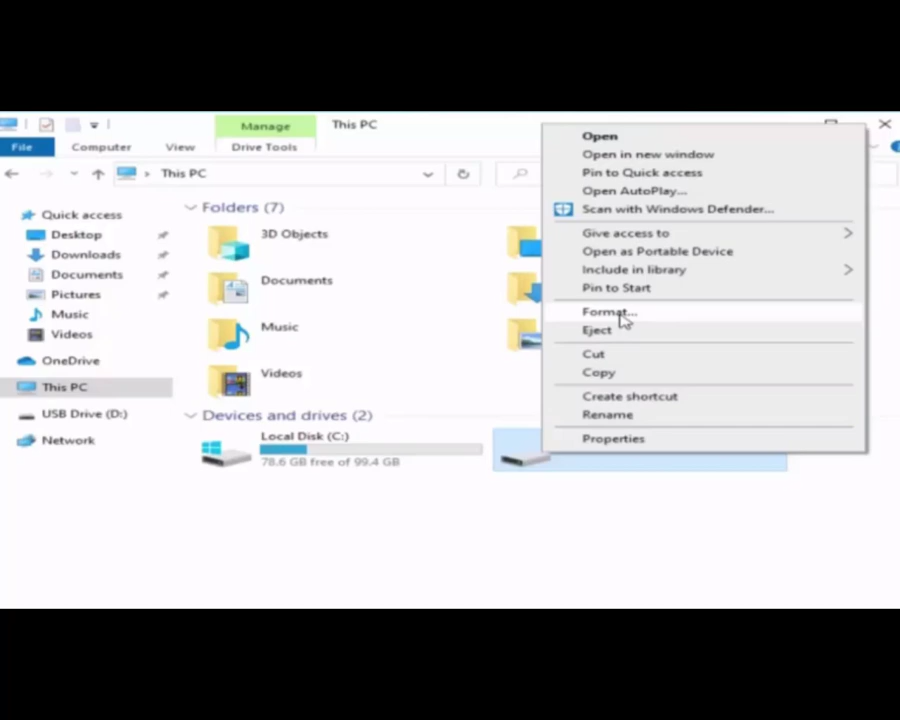 Manage
This PC
File
Computer
View
Drive Tools
This PC
Quick access
Desktop
Downloads
Documents
Pictures
Music
Videos
OneDrive
This PC
USB Drive (D:)
Network
Folders (7)
3D Objects
Documents
Music
Videos
Devices and drives (2)
Local Disk (C:)
78.6 GB free of 99.4 GB
Open
Open in new window
Pin to Quick access
Open AutoPlay...
Scan with Windows Defender...
Give access to
Open as Portable Device
Include in library
Pin to Start
Format...
Eject
Cut
Copy
Create shortcut
Rename
Properties